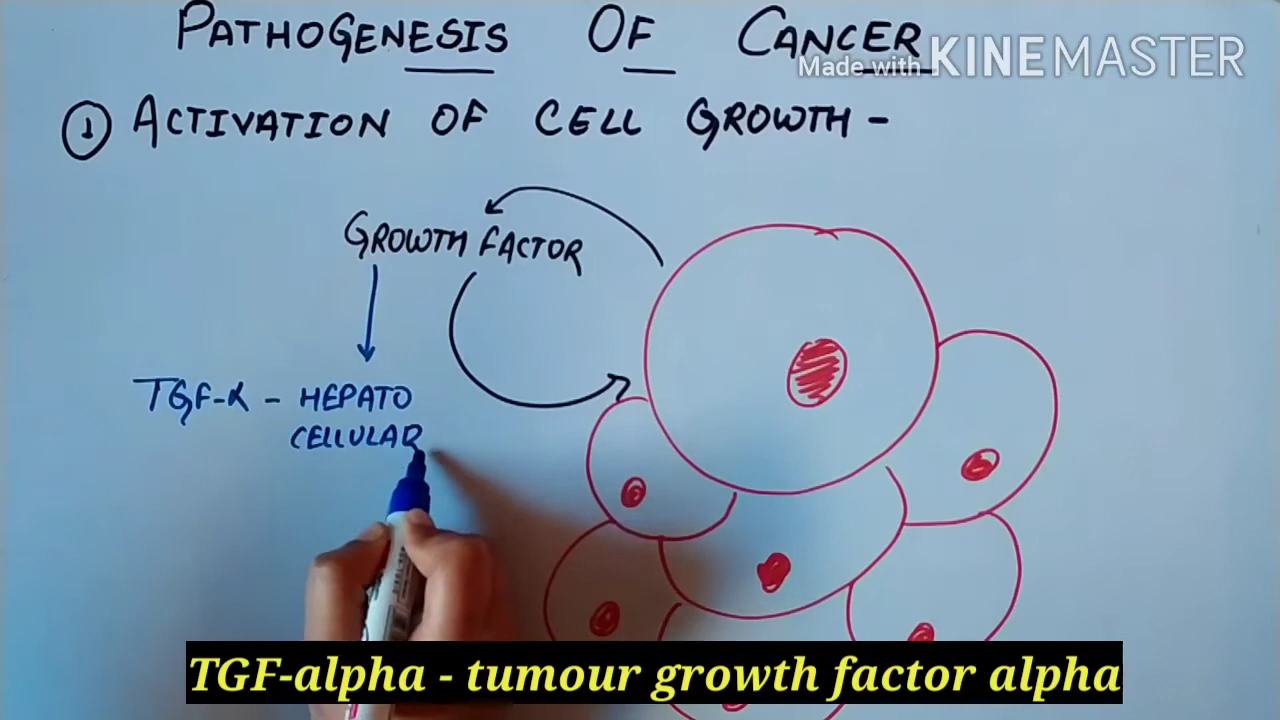 PATHOGENESIS OF CANCER
Made with KINEMASTER
① ACTIVATION OF CELL GROWTH -
GROWTH FACTOR
TGF-α - HEPATO
CELLULAR
TGF-alpha - tumour growth factor alpha